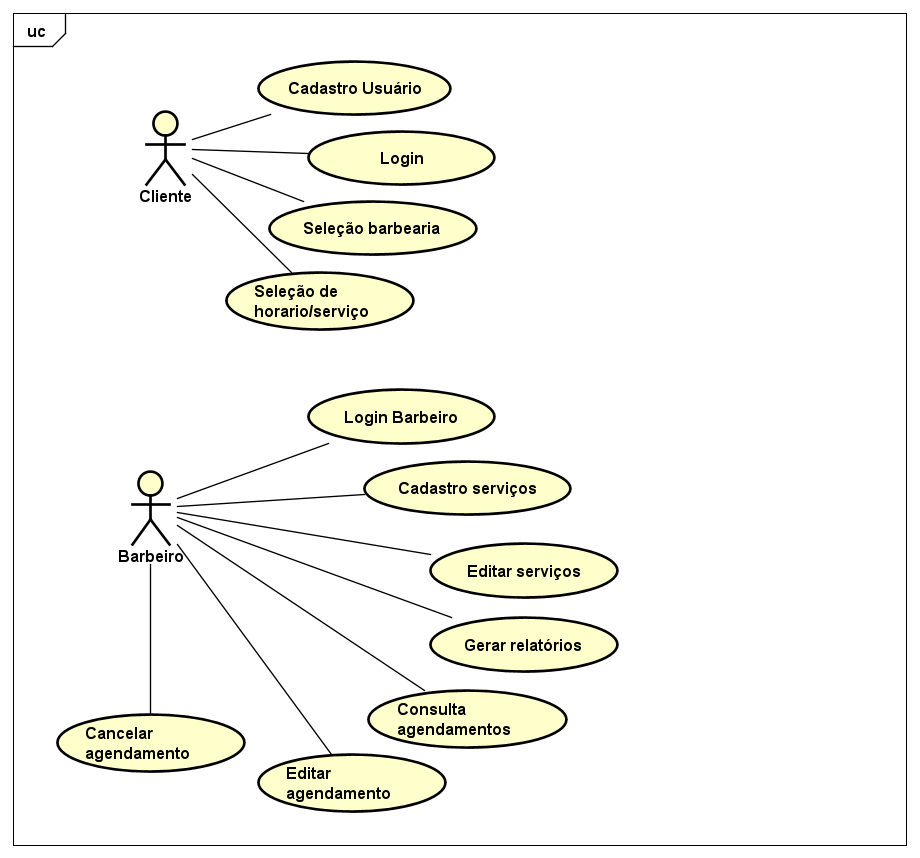 uc
Cadastro Usuário
Login
Cliente
Seleção barbearia
Seleção de
horario/serviço
Login Barbeiro
Cadastro serviços
Barbeiro
Editar serviços
Gerar relatórios
Consulta
agendamentos
Cancelar
agendamento
Editar
agendamento